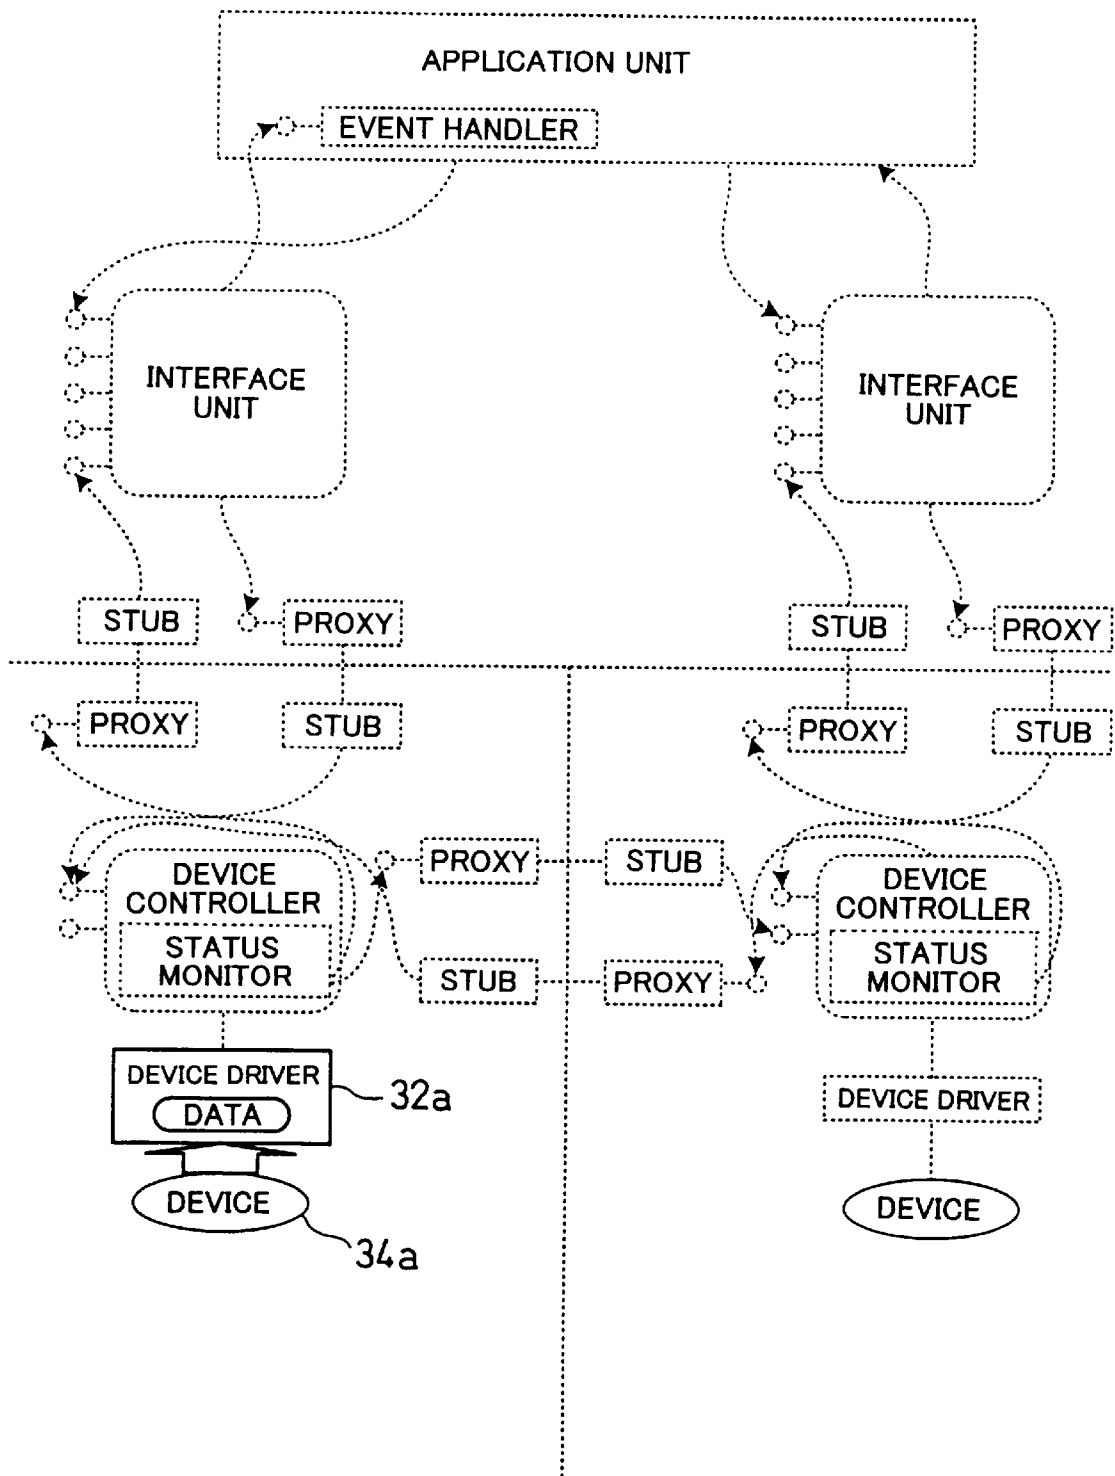 APPLICATION UNIT
EVENT HANDLER
INTERFACE
UNIT
INTERFACE
UNIT
STUB
PROXY
STUB
PROXY
PROXY
STUB
PROXY
STUB
DEVICE
CONTROLLER
STATUS
MONITOR
PROXY
STUB
STUB
PROXY
DEVICE
CONTROLLER
STATUS
MONITOR
DEVICE DRIVER
DATA
32a
DEVICE
34a
DEVICE DRIVER
DEVICE